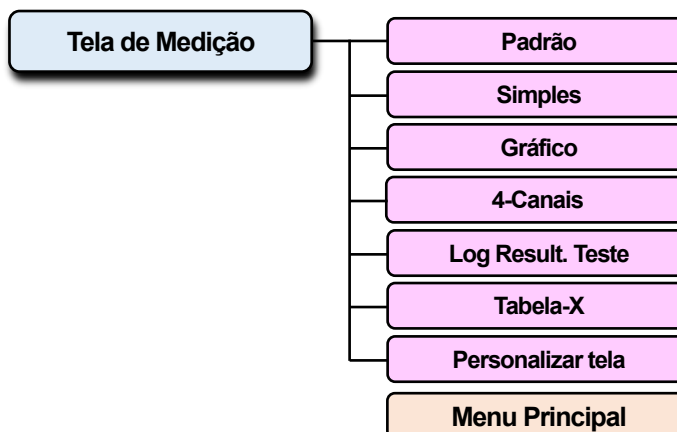 Tela de Medição
Padrão
Simples
Gráfico
4-Canais
Log Result. Teste
Tabela-X
Personalizar tela
Menu Principal